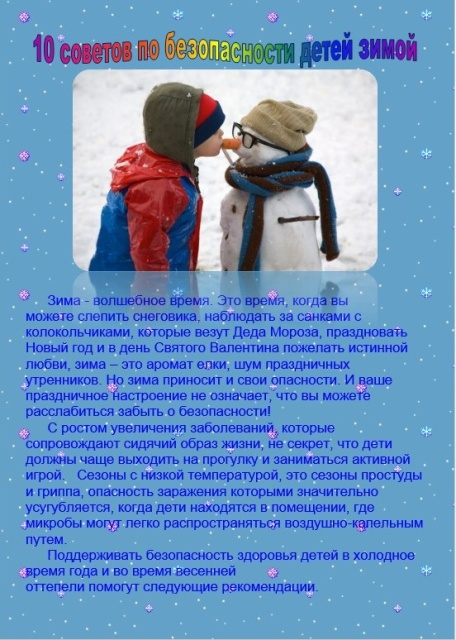 10 советов по безопасности детей зимой
Зима - волшебное время. Это время, когда вы
можете слепить снеговика, наблюдать за санками с
колокольчиками, которые везут Деда Мороза, праздновать
Новый год и в день Святого Валентина пожелать истинной
любви, зима – это аромат елки, шум праздничных
утренников. Но зима приносит и свои опасности. И ваше
праздничное настроение не означает, что вы можете
расслабиться забыть о безопасности!
С ростом увеличения заболеваний, которые
сопровождают сидячий образ жизни, не секрет, что дети
должны чаще выходить на прогулку и заниматься активной
игрой. Сезоны с низкой температурой, это сезоны простуды
и гриппа, опасность заражения которыми значительно
усугубляется, когда дети находятся в помещении, где
микробы могут легко распространяться воздушно-капельным
путем.
Поддерживать безопасность здоровья детей в холодное
время года и во время весенней
оттепели помогут следующие рекомендации.